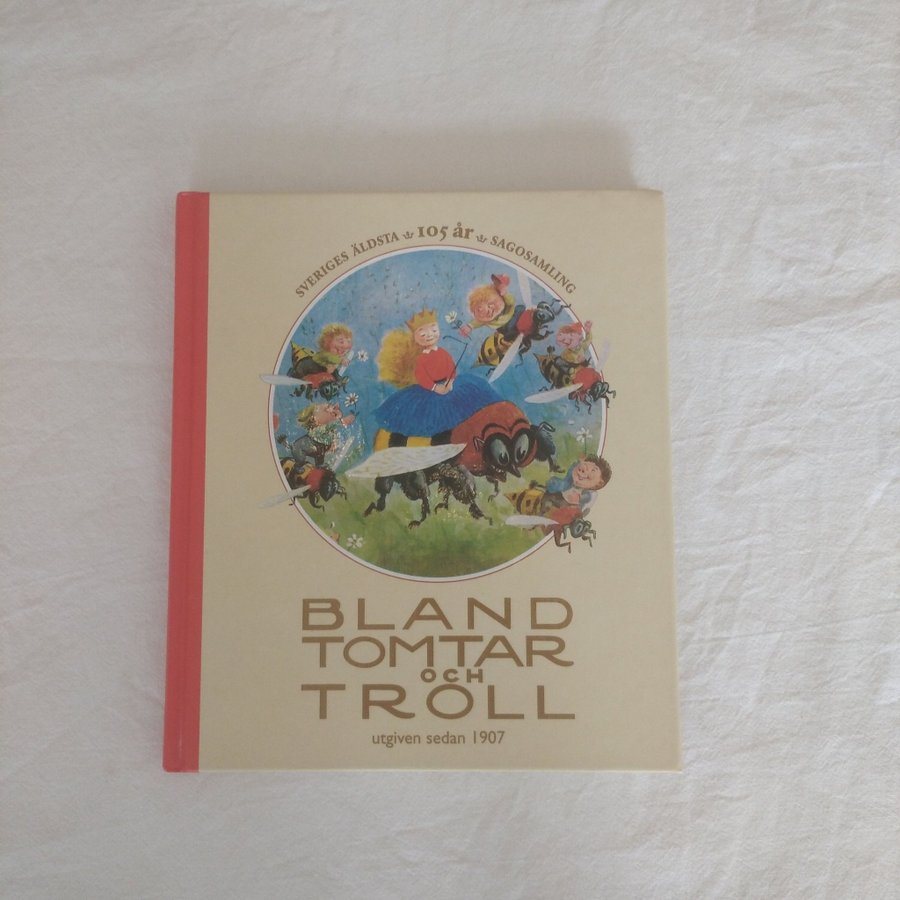 SVERIGES ÄLDSTA 105 år SAGOSAMLING
BLAND
TOMTAR
OCH
TROLL
utgiven sedan 1907